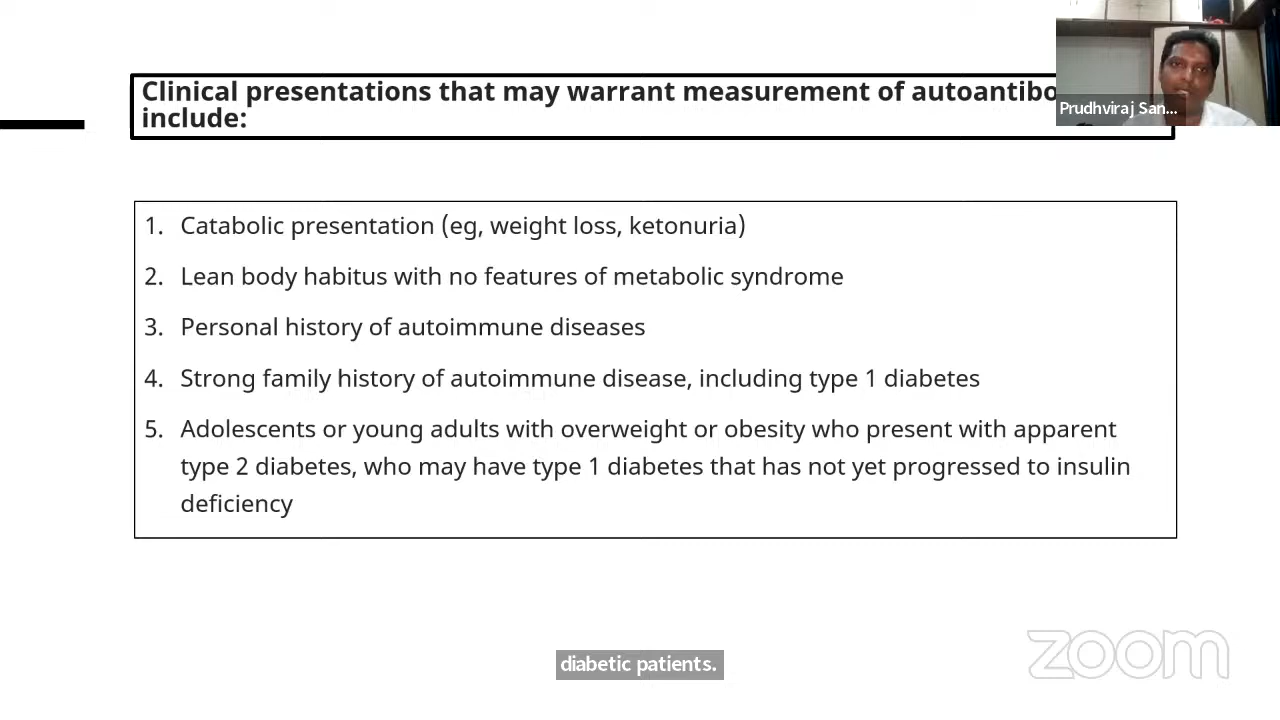 Clinical presentations that may warrant measurement of
include:
Prudhviraj San...
1. Catabolic presentation (eg, weight loss, ketonuria)
2. Lean body habitus with no features of metabolic syndrome
3. Personal history of autoimmune diseases
4. Strong family history of autoimmune disease, including type 1 diabetes
5. Adolescents or young adults with overweight or obesity who present with apparent
type 2 diabetes, who may have type 1 diabetes that has not yet progressed to insulin
deficiency
diabetic patients.
zoom